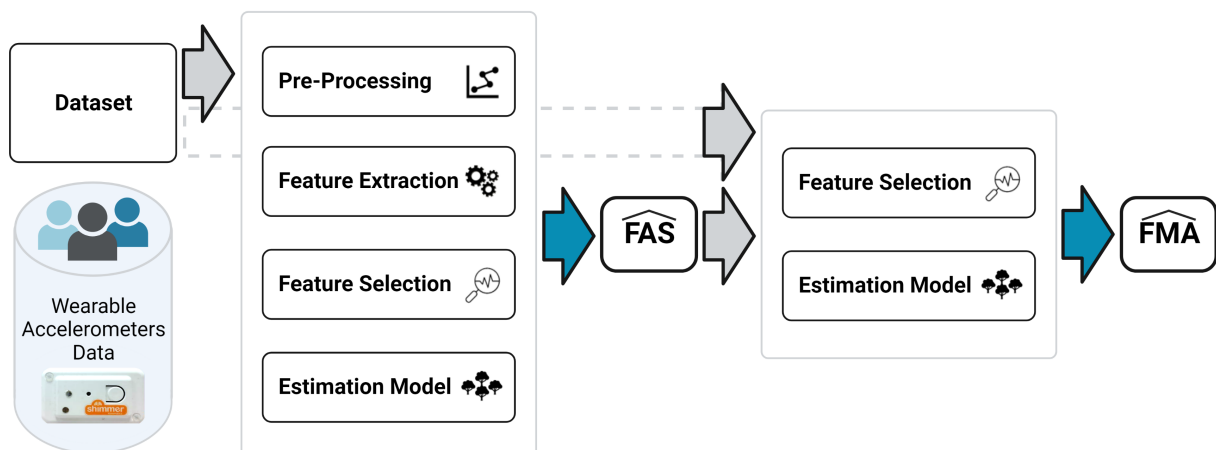 Dataset
Wearable
Accelerometers
Data
shimmer
Pre-Processing
Feature Extraction
Feature Selection
Estimation Model
FAS
Feature Selection
Estimation Model
FMA